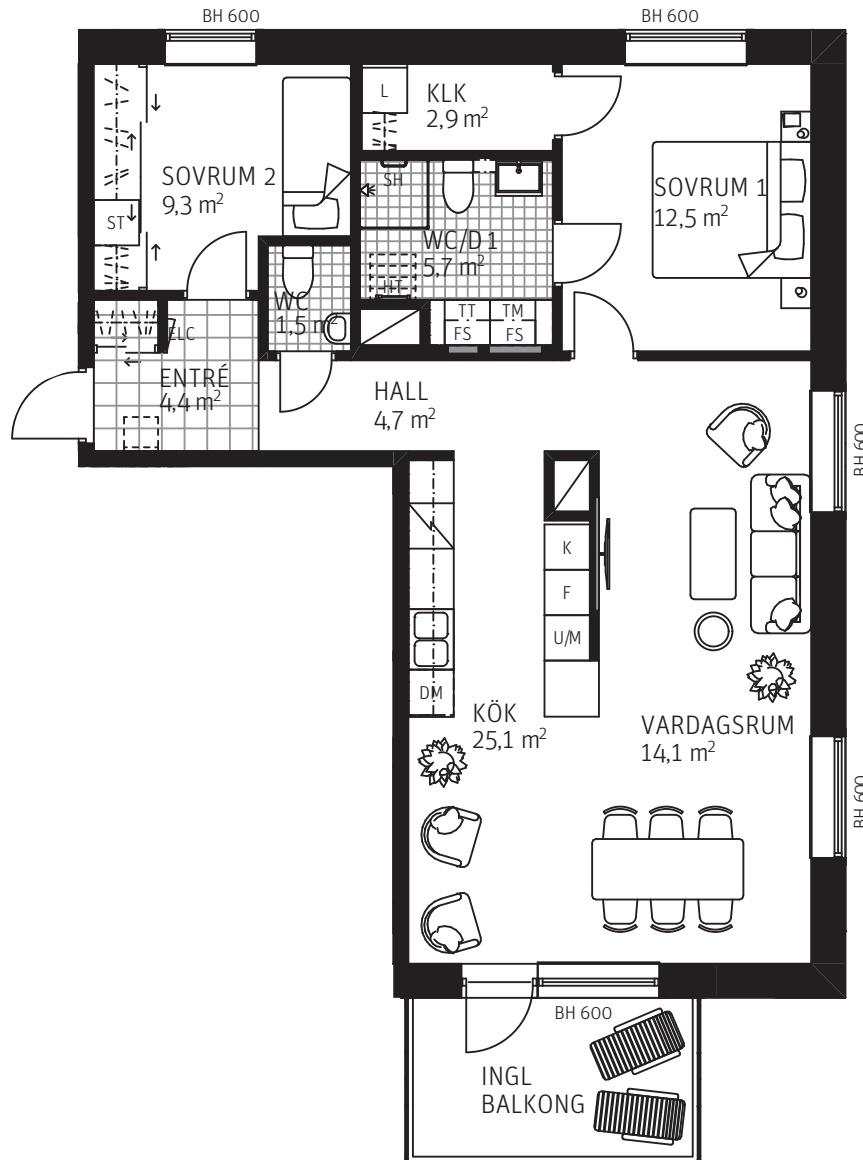 BH 600
BH 600
L
KLK
2,9 m²
SOVRUM 2
9,3 m²
SH
SOVRUM 1
12,5 m²
ST
WC/D 1
5,7 m²
HT
WC
1,5 m²
TT
FS
TM
FS
ELC
ENTRÉ
4,4 m²
HALL
4,7 m²
BH 600
K
F
U/M
DM
KÖK
25,1 m²
VARDAGSRUM
14,1 m²
BH 600
BH 600
INGL
BALKONG